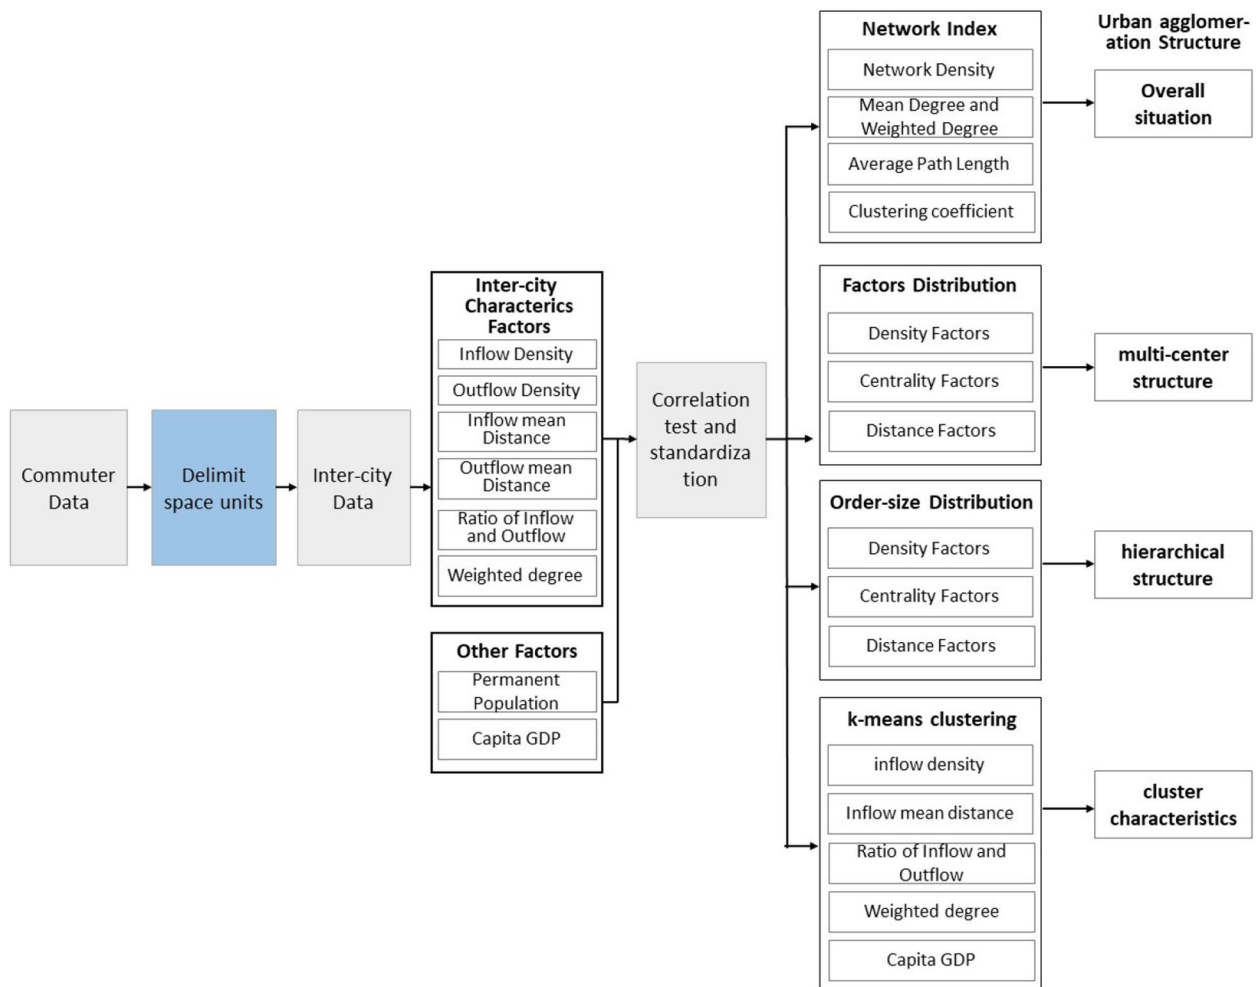 Commuter
Data
Delimit
space units
Inter-city
Data
Inter-city
Characterics
Factors
Inflow Density
Outflow Density
Inflow mean
Distance
Outflow mean
Distance
Ratio of Inflow
and Outflow
Weighted degree
Other Factors
Permanent
Population
Capita GDP
Correlation
test and
standardiza
tion
Network Index
Network Density
Mean Degree and
Weighted Degree
Average Path Length
Clustering coefficient
Factors Distribution
Density Factors
Centrality Factors
Distance Factors
Order-size Distribution
Density Factors
Centrality Factors
Distance Factors
k-means clustering
inflow density
Inflow mean distance
Ratio of Inflow and
Outflow
Weighted degree
Capita GDP
Urban agglomer-
ation Structure
Overall
situation
multi-center
structure
hierarchical
structure
cluster
characteristics